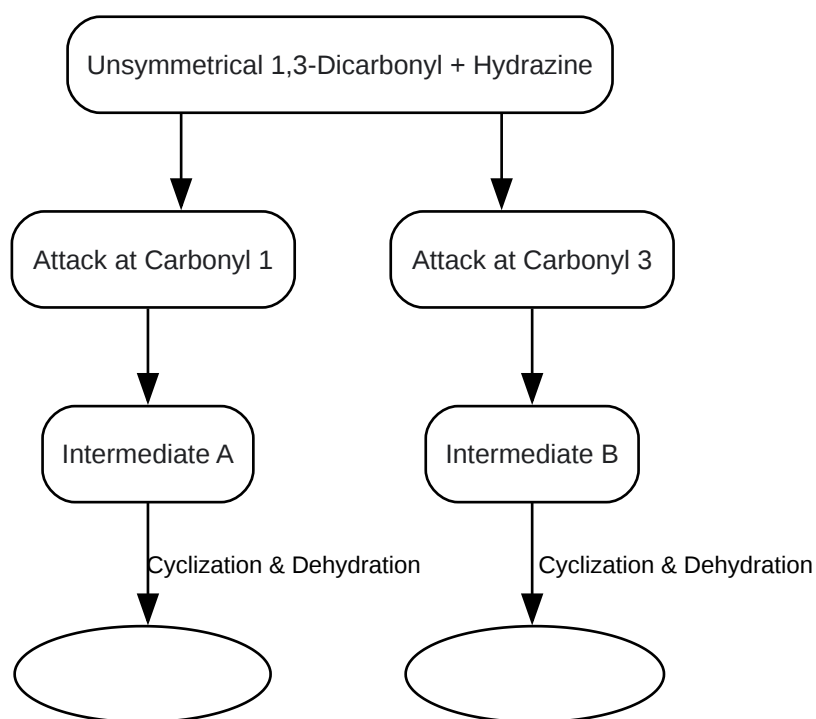 Unsymmetrical 1,3-Dicarbonyl + Hydrazine
Attack at Carbonyl 1
Attack at Carbonyl 3
Intermediate A
Intermediate B
Cyclization & Dehydration
Cyclization & Dehydration